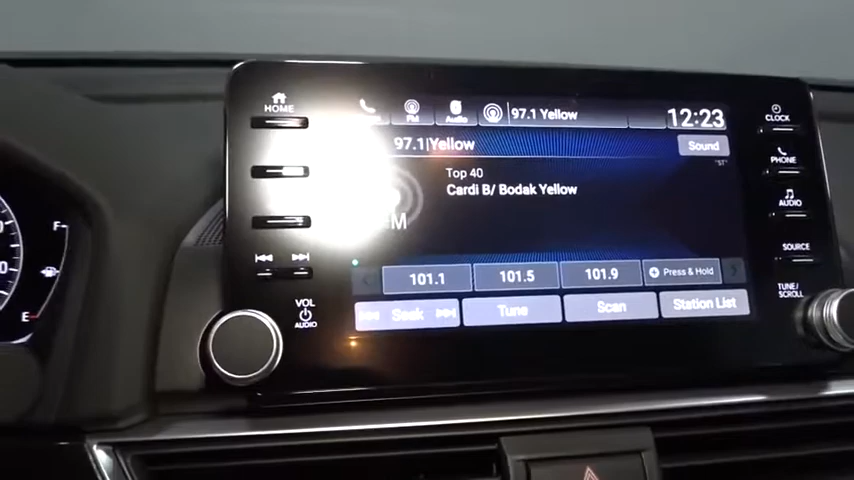 HOME
FM
Audio
97.1 Yellow
12:23
CLOCK
97.1|Yellow
Sound
"ST"
Top 40
Cardi B/ Bodak Yellow
PHONE
AUDIO
SOURCE
TUNE/
SCROLL
VOL
AUDIO
101.1
101.5
101.9
Press & Hold
Seek
Tune
Scan
Station List
F
E